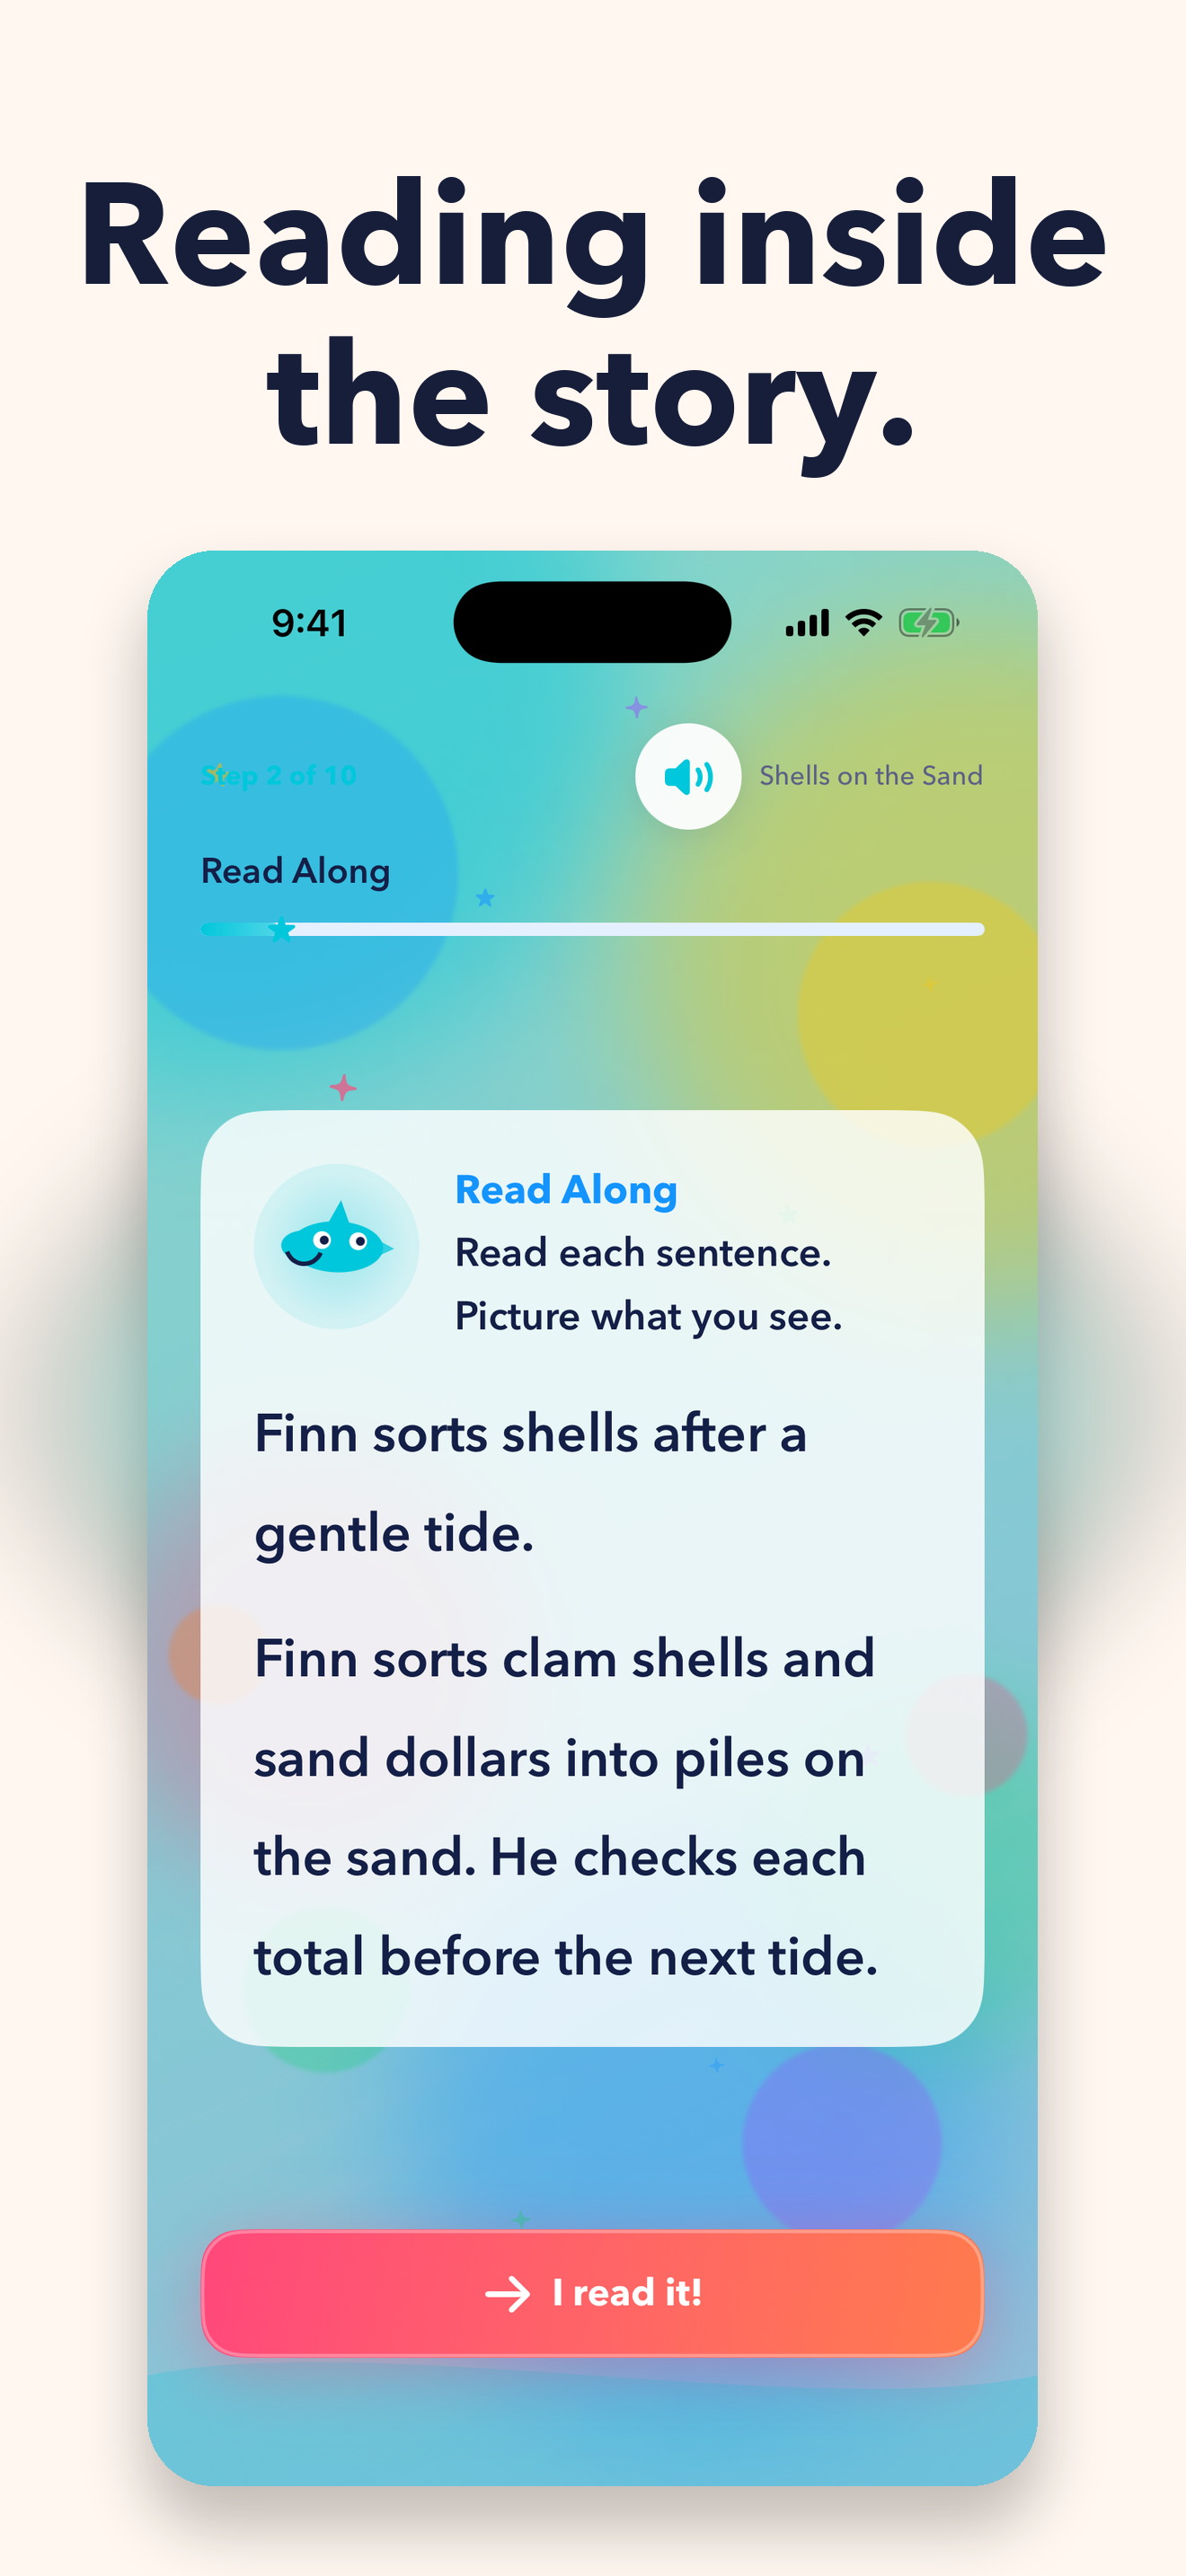 Reading inside
the story.
9:41
Step 2 of 10
Shells on the Sand
Read Along
Read Along
Read each sentence.
Picture what you see.
Finn sorts shells after a
gentle tide.
Finn sorts clam shells and
sand dollars into piles on
the sand. He checks each
total before the next tide.
I read it!